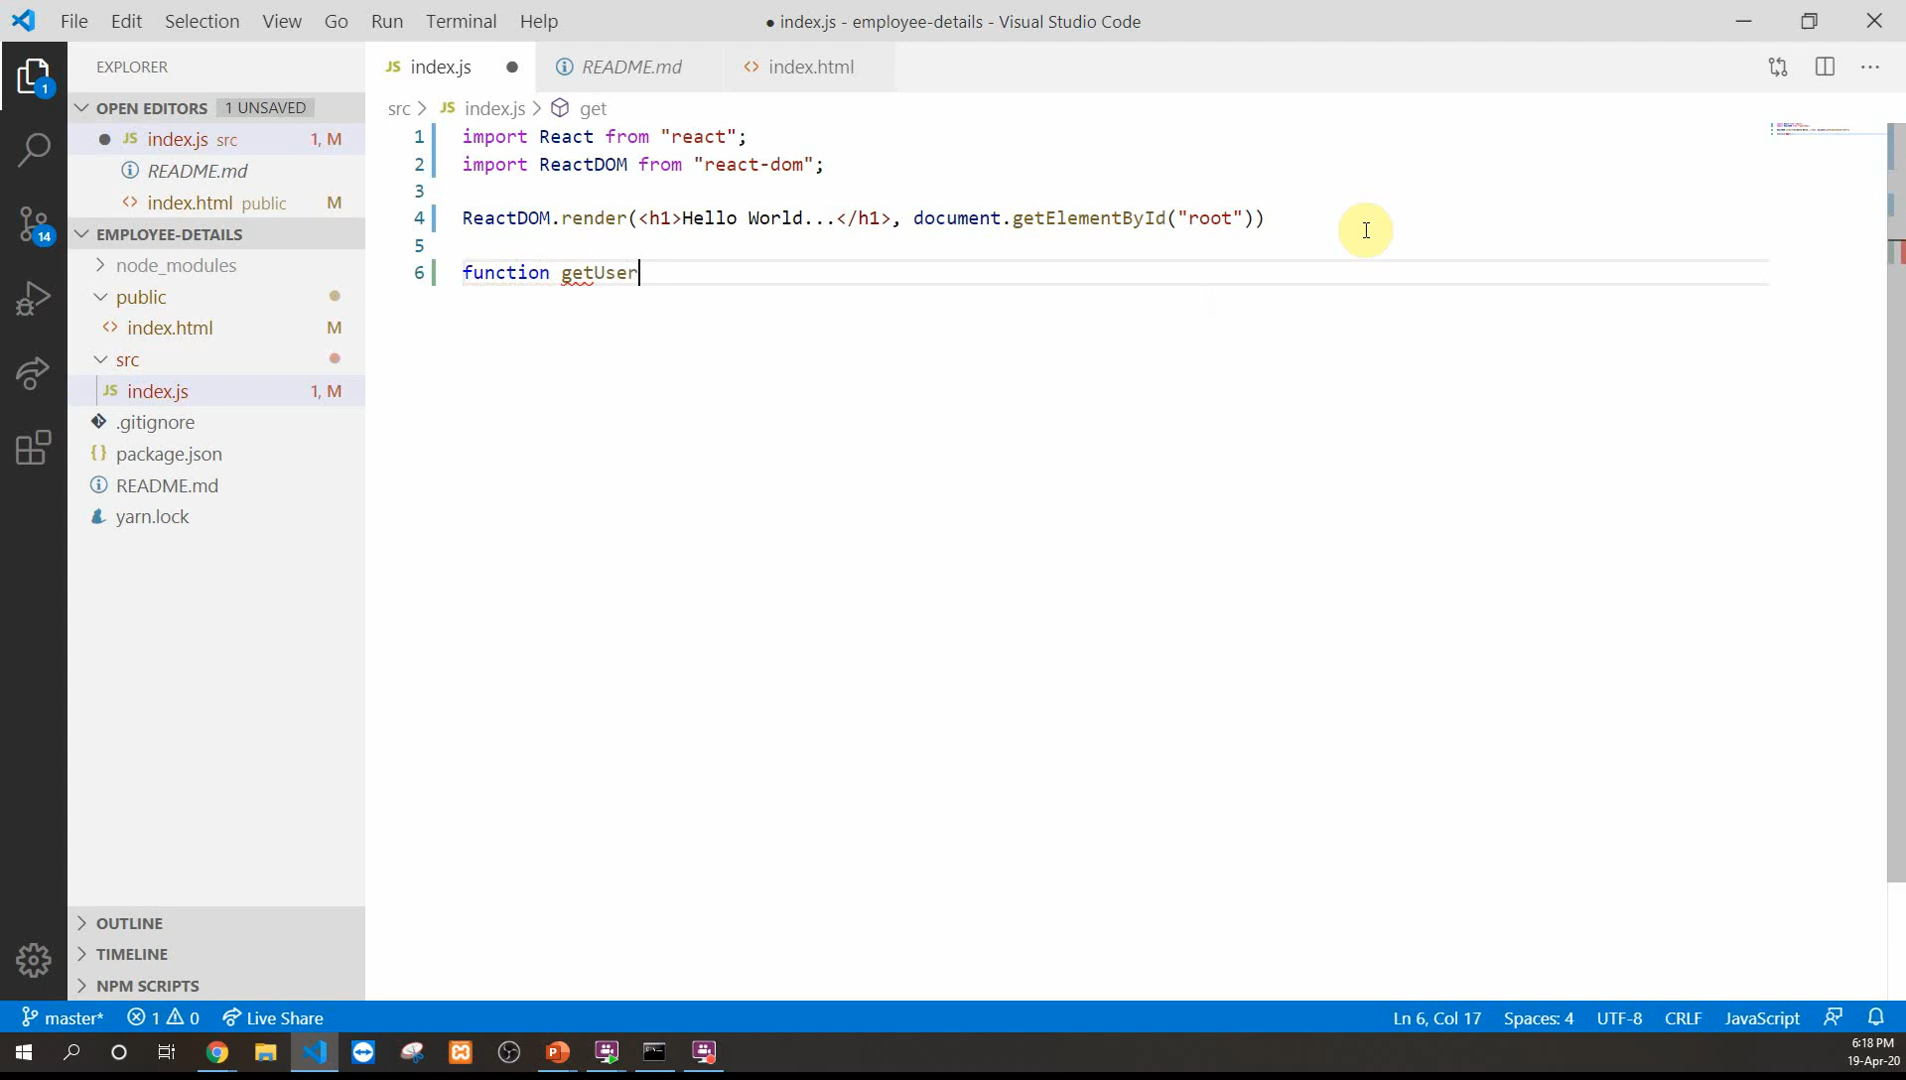 File Edit Selection View Go Run Terminal Help
● index.js - employee-details - Visual Studio Code
EXPLORER
OPEN EDITORS 1 UNSAVED
● JS index.js src 1, M
README.md
<> index.html public M
EMPLOYEE-DETAILS
node_modules
public
<> index.html M
src
JS index.js 1, M
.gitignore
{} package.json
README.md
yarn.lock
OUTLINE
TIMELINE
NPM SCRIPTS
1
14
JS index.js ● README.md <> index.html
src > JS index.js > get
1 import React from "react";
2 import ReactDOM from "react-dom";
3
4 ReactDOM.render(<h1>Hello World...</h1>, document.getElementById("root"))
5
6 function getUser
master* 1 0 Live Share
Ln 6, Col 17 Spaces: 4 UTF-8 CRLF JavaScript
6:18 PM
19-Apr-20